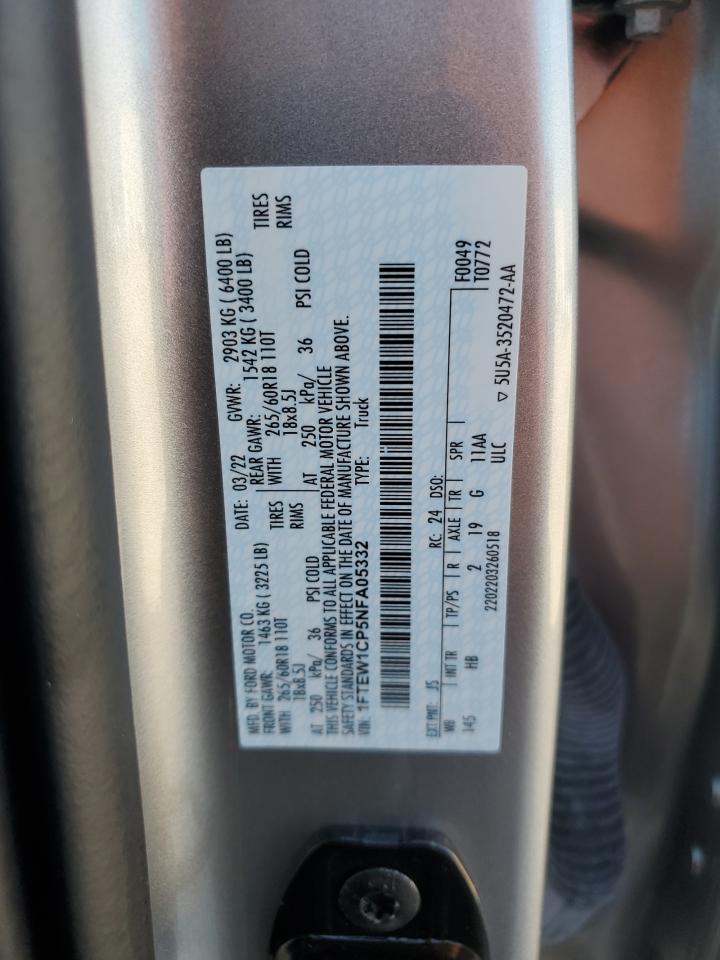 MFD. BY FORD MOTOR CO.
DATE: 03/22 GVWR: 2903 KG ( 6400 LB)
FRONT GAWR: 1463 KG ( 3225 LB)
REAR GAWR: 1542 KG ( 3400 LB)
WITH 265/60R18 110T TIRES
WITH 265/60R18 110T TIRES
18x8.5J RIMS
18x8.5J RIMS
AT 250 kPa/ 36 PSI COLD
AT 250 kPa/ 36 PSI COLD
THIS VEHICLE CONFORMS TO ALL APPLICABLE FEDERAL MOTOR VEHICLE
SAFETY STANDARDS IN EFFECT ON THE DATE OF MANUFACTURE SHOWN ABOVE.
VIN: 1FTEW1CP5NFA05332 TYPE: Truck
EXT PNT: JS RC: 24 DSO: F0049
WB INT TR TP/PS R AXLE TR SPR T0772
145 HB 2 19 G 11AA
ULC
2202203260518 ▽ 5U5A-3520472-AA